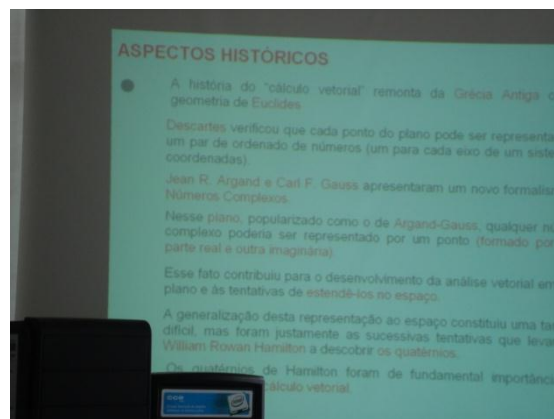 ASPECTOS HISTÓRICOS
A história do "cálculo vetorial" remonta da Grécia Antiga
geometria de Euclides
Descartes verificou que cada ponto do plano pode ser representa
um par de ordenado de números (um para cada eixo de um siste
coordenadas).
Jean R. Argand e Carl F. Gauss apresentaram um novo formalis
Números Complexos.
Nesse plano, popularizado como o de Argand-Gauss, qualquer nú
complexo poderia ser representado por um ponto (formado por
parte real e outra imaginária)
Esse fato contribuiu para o desenvolvimento da análise vetorial em
plano e às tentativas de estendê-los no espaço.
A generalização desta representação ao espaço constituiu uma ta
difícil, mas foram justamente as sucessivas tentativas que leva
William Rowan Hamilton a descobrir os quatérnios.
Os quatérnios de Hamilton foram de fundamental importânci
cálculo vetorial.